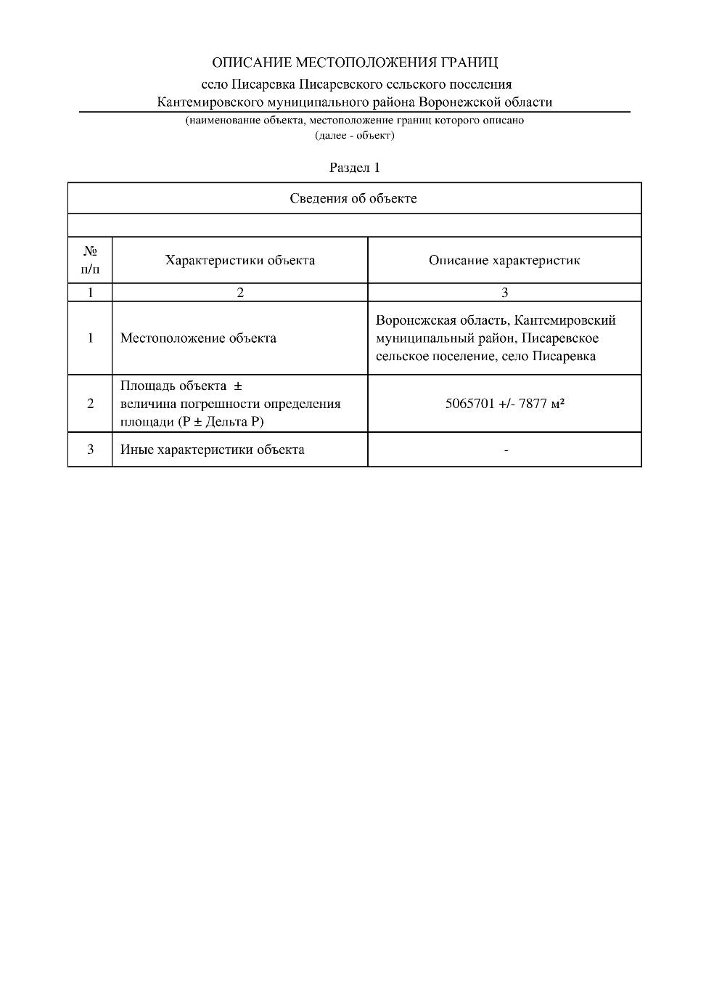 ОПИСАНИЕ МЕСТОПОЛОЖЕНИЯ ГРАНИЦ
село Писаревка Писаревского сельского поселения
Кантемировского муниципального района Воронежской области
(наименование объекта, местоположение границ которого описано
(далее - объект)
Раздел 1
Сведения об объекте
№
п/п
Характеристики объекта
Описание характеристик
1
2
3
1
Местоположение объекта
Воронежская область, Кантемировский
муниципальный район, Писаревское
сельское поселение, село Писаревка
2
Площадь объекта ±
величина погрешности определения
площади (Р ± Дельта Р)
5065701 +/- 7877 м²
3
Иные характеристики объекта
-